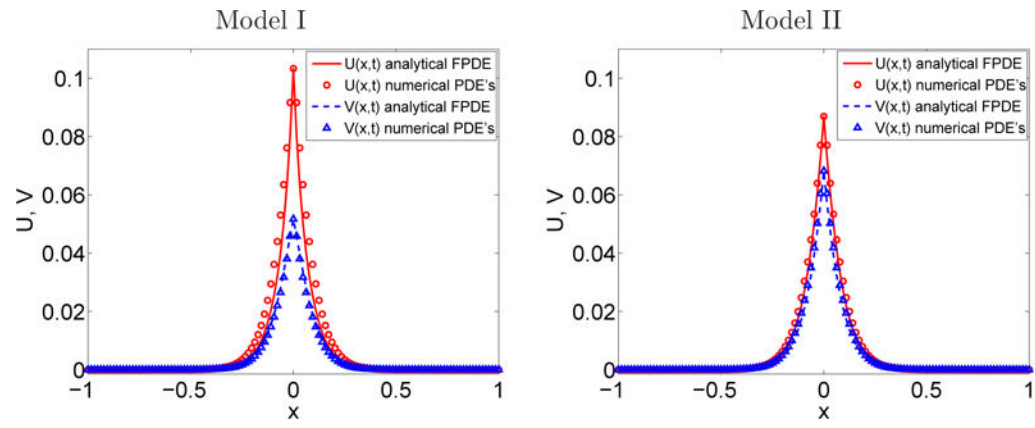 Model I
U(x,t) analytical FPDE
U(x,t) numerical PDE's
V(x,t) analytical FPDE
V(x,t) numerical PDE's
U, V
0.1
0.08
0.06
0.04
0.02
0
−1
−0.5
0
0.5
1
x
Model II
U(x,t) analytical FPDE
U(x,t) numerical PDE's
V(x,t) analytical FPDE
V(x,t) numerical PDE's
U, V
0.1
0.08
0.06
0.04
0.02
0
−1
−0.5
0
0.5
1
x